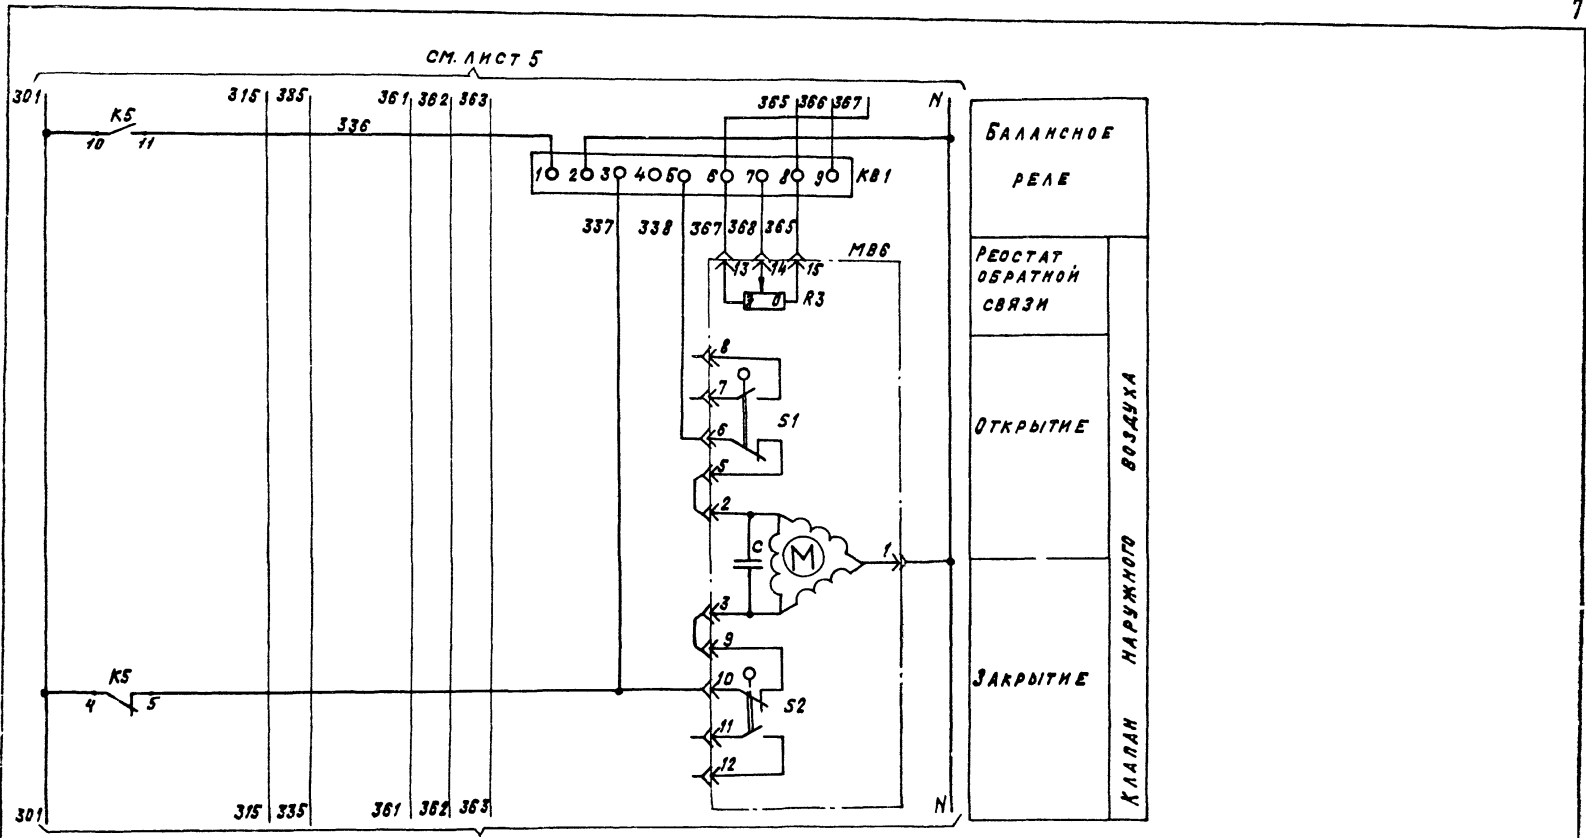 7
СМ. ЛИСТ 5
301 315 385 361 362 363 365 366 367 N
К5
10 11 336
1 2 3 4 5 6 7 8 9 КВ1
337 338 367 368 365
МВ6
13 14 15
R3
8
7
S1
6
5
2
C
M
1
3
9
К5
10
4 5
S2
11
12
301 315 335 361 362 363 N
БАЛАНСНОЕ
РЕЛЕ
РЕОСТАТ
ОБРАТНОЙ
СВЯЗИ
ОТКРЫТИЕ
ЗАКРЫТИЕ
КЛАПАН НАРУЖНОГО ВОЗДУХА